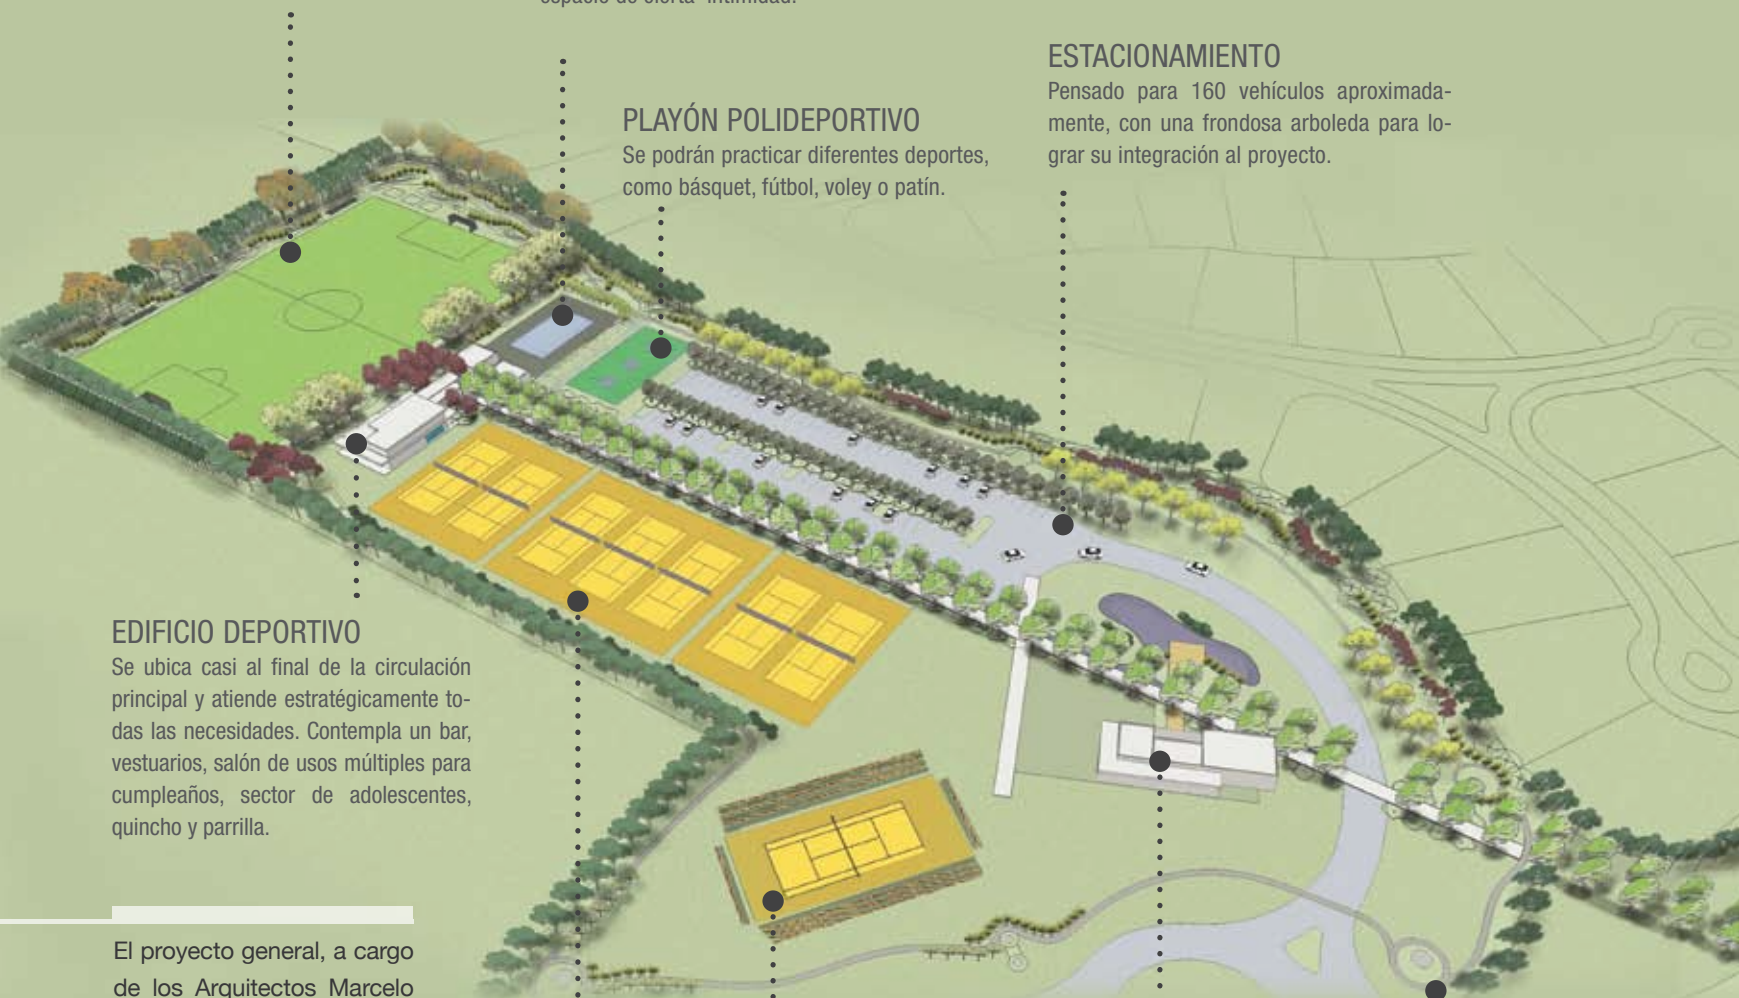 ESTACIONAMIENTO
Pensado para 160 vehículos aproximada-
mente, con una frondosa arboleda para lo-
grar su integración al proyecto.
PLAYÓN POLIDEPORTIVO
Se podrán practicar diferentes deportes,
como básquet, fútbol, voley o patín.
EDIFICIO DEPORTIVO
Se ubica casi al final de la circulación
principal y atiende estratégicamente to-
das las necesidades. Contempla un bar,
vestuarios, salón de usos múltiples para
cumpleaños, sector de adolescentes,
quincho y parrilla.
El proyecto general, a cargo
de los Arquitectos Marcelo